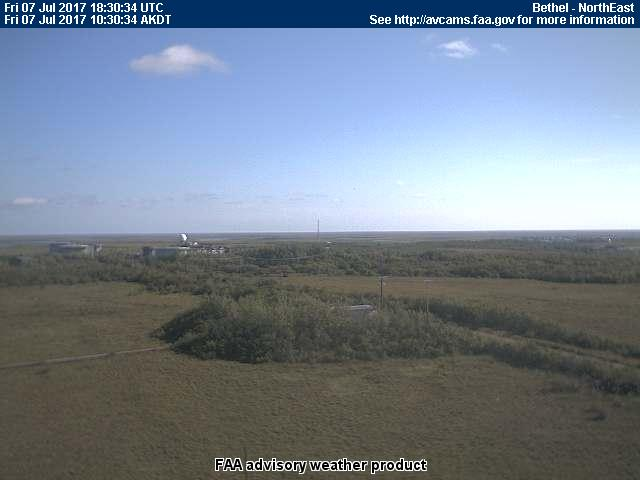 Fri 07 Jul 2017 18:30:34 UTC
Bethel - NorthEast
Fri 07 Jul 2017 10:30:34 AKDT
See http://avcams.faa.gov for more information
FAA advisory weather product